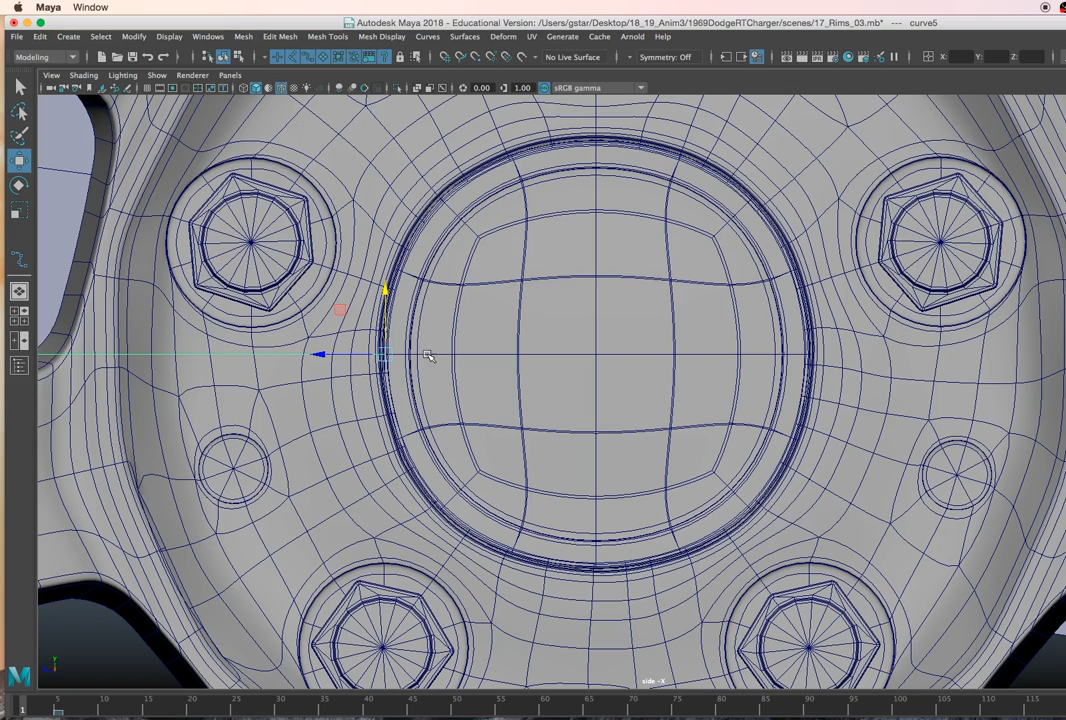 Maya Window
Autodesk Maya 2018 - Educational Version: /Users/gstar/Desktop/18_19_Anim3/1969DodgeRTCharger/scenes/17_Rims_03.mb* --- curve5
File Edit Create Select Modify Display Windows Mesh Edit Mesh Mesh Tools Mesh Display Curves Surfaces Deform UV Generate Cache Arnold Help
Modeling No Live Surface Symmetry: Off X: Y: Z:
View Shading Lighting Show Renderer Panels
0.00 1.00 sRGB gamma
Y
side -X
1 5 10 15 20 25 30 35 40 45 50 55 60 65 70 75 80 85 90 95 100 105 110 115